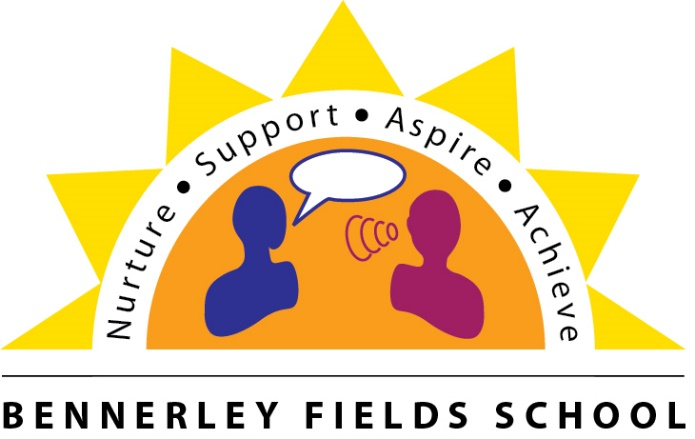 Nurture • Support • Aspire • Achieve
BENNERLEY FIELDS SCHOOL